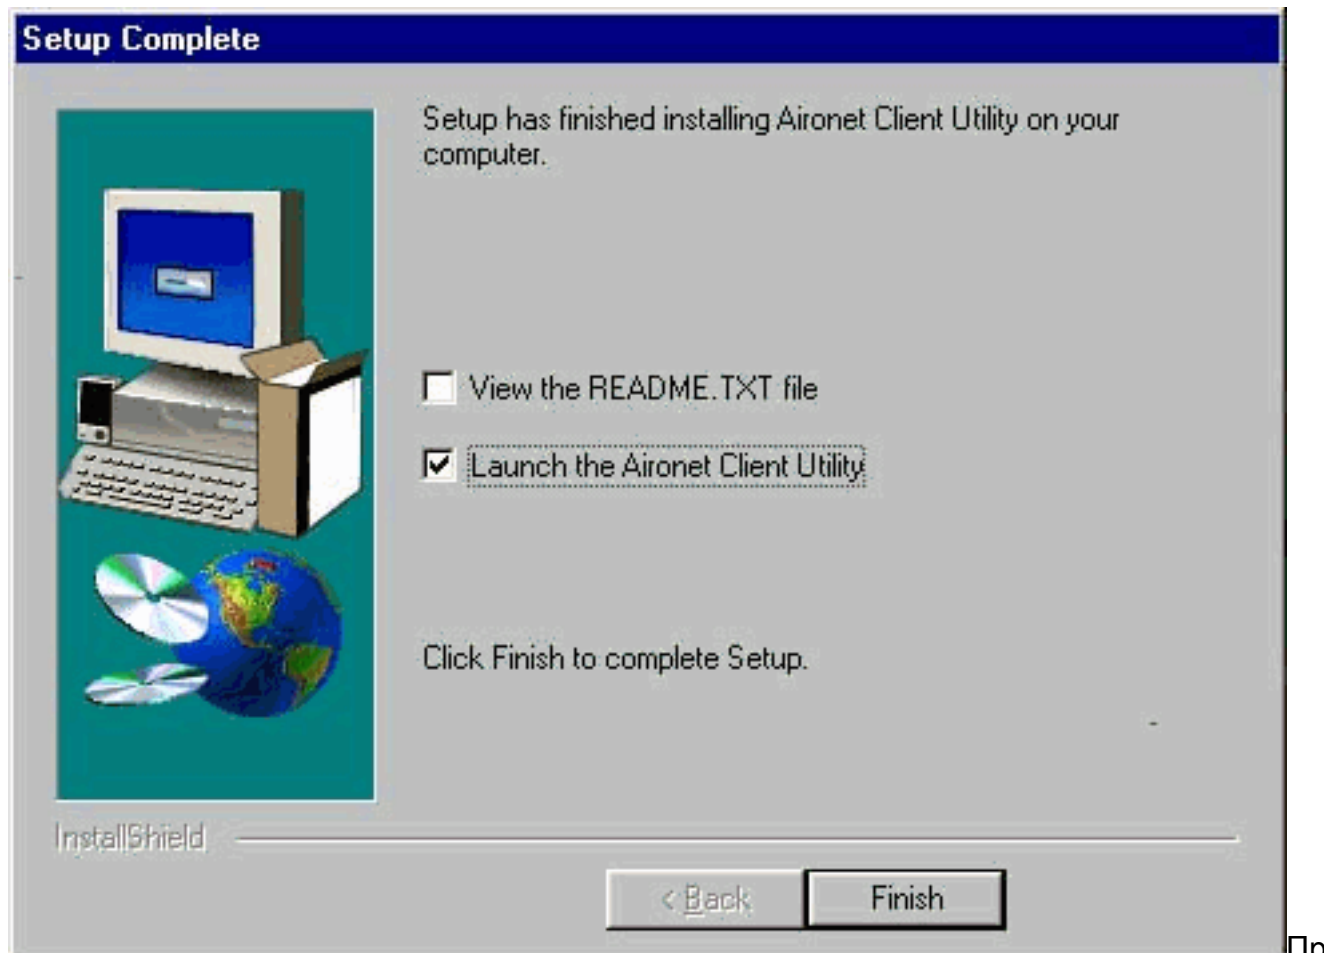 Setup Complete
Setup has finished installing Aironet Client Utility on your
computer.
View the README.TXT file
Launch the Aironet Client Utility
Click Finish to complete Setup.
InstallShield
< Back
Finish
Пр